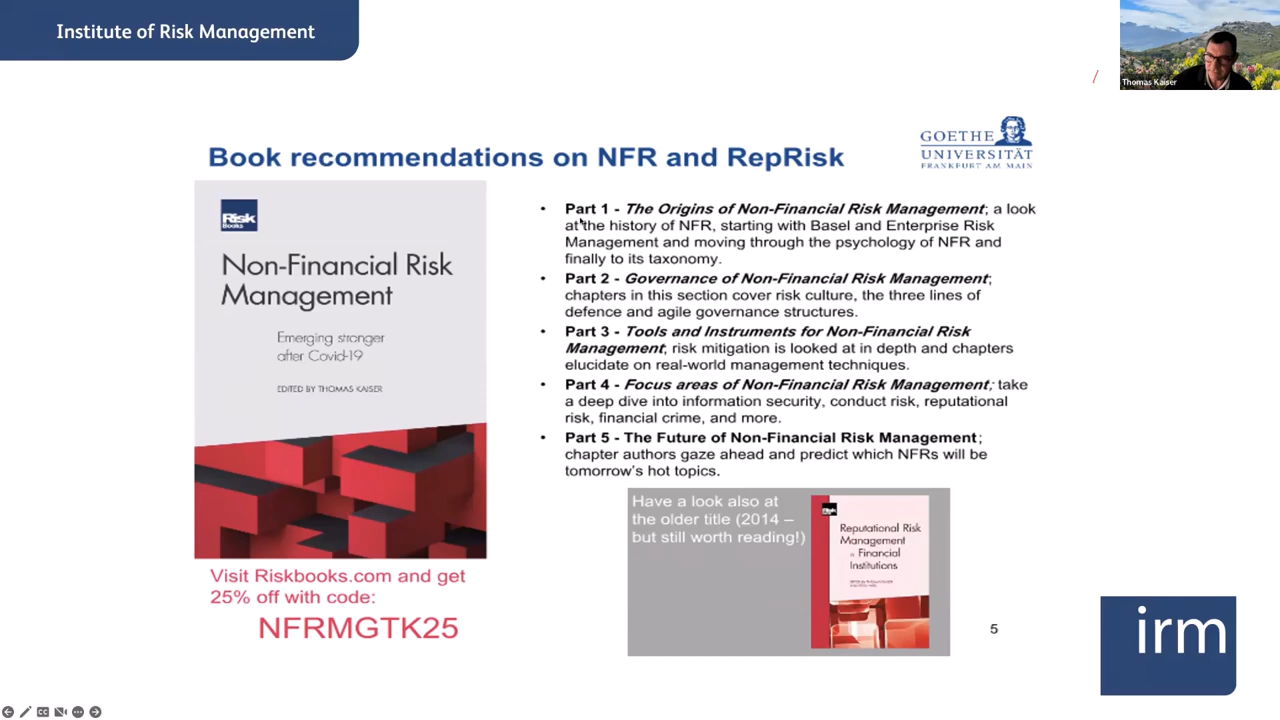 Institute of Risk Management
Thomas Kaiser
GOETHE
UNIVERSITÄT
FRANKFURT AM MAIN
Book recommendations on NFR and RepRisk
Risk
Books
Non-Financial Risk
Management
Emerging stronger
after Covid-19
EDITED BY THOMAS KAISER
• Part 1 - The Origins of Non-Financial Risk Management; a look
at the history of NFR, starting with Basel and Enterprise Risk
Management and moving through the psychology of NFR and
finally to its taxonomy.
• Part 2 - Governance of Non-Financial Risk Management;
chapters in this section cover risk culture, the three lines of
defence and agile governance structures.
• Part 3 - Tools and Instruments for Non-Financial Risk
Management; risk mitigation is looked at in depth and chapters
elucidate on real-world management techniques.
• Part 4 - Focus areas of Non-Financial Risk Management; take
a deep dive into information security, conduct risk, reputational
risk, financial crime, and more.
• Part 5 - The Future of Non-Financial Risk Management;
chapter authors gaze ahead and predict which NFRs will be
tomorrow's hot topics.
Have a look also at
the older title (2014 –
but still worth reading!)
Risk
Reputational Risk
Management
in Financial
Institutions
Visit Riskbooks.com and get
25% off with code:
NFRMGTK25
5
irm
CC